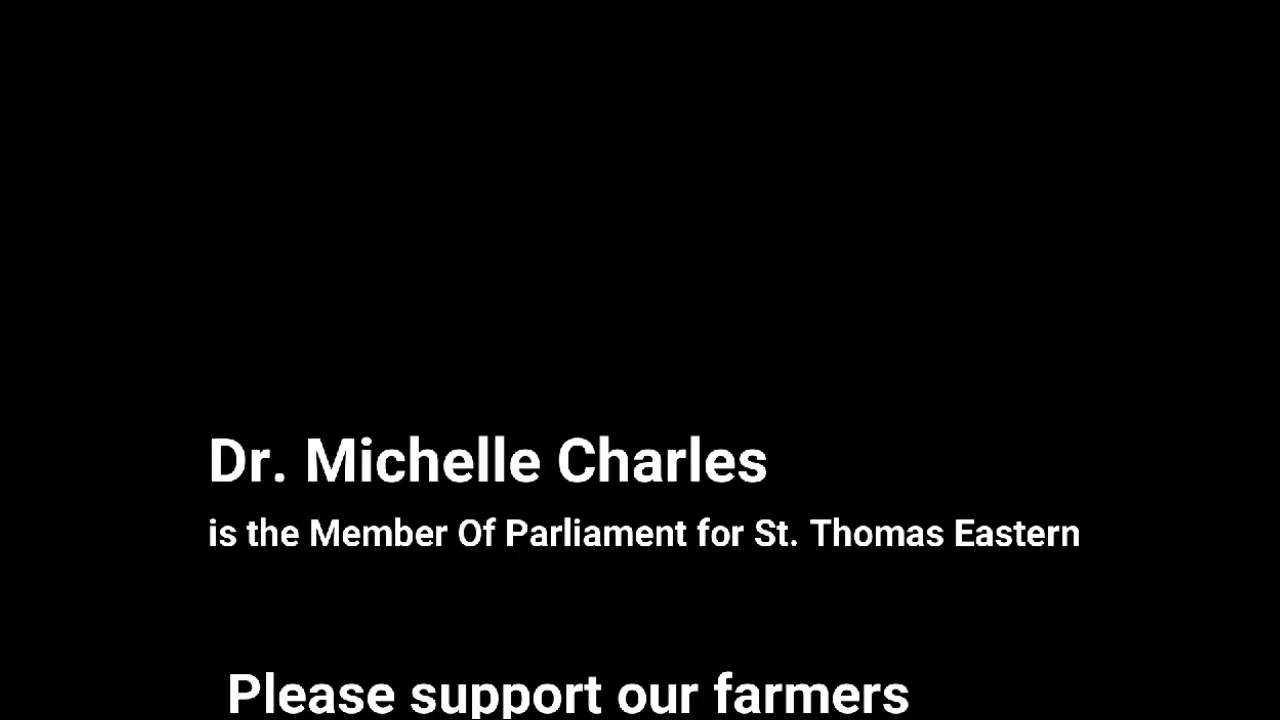 Dr. Michelle Charles
is the Member Of Parliament for St. Thomas Eastern
Please support our farmers